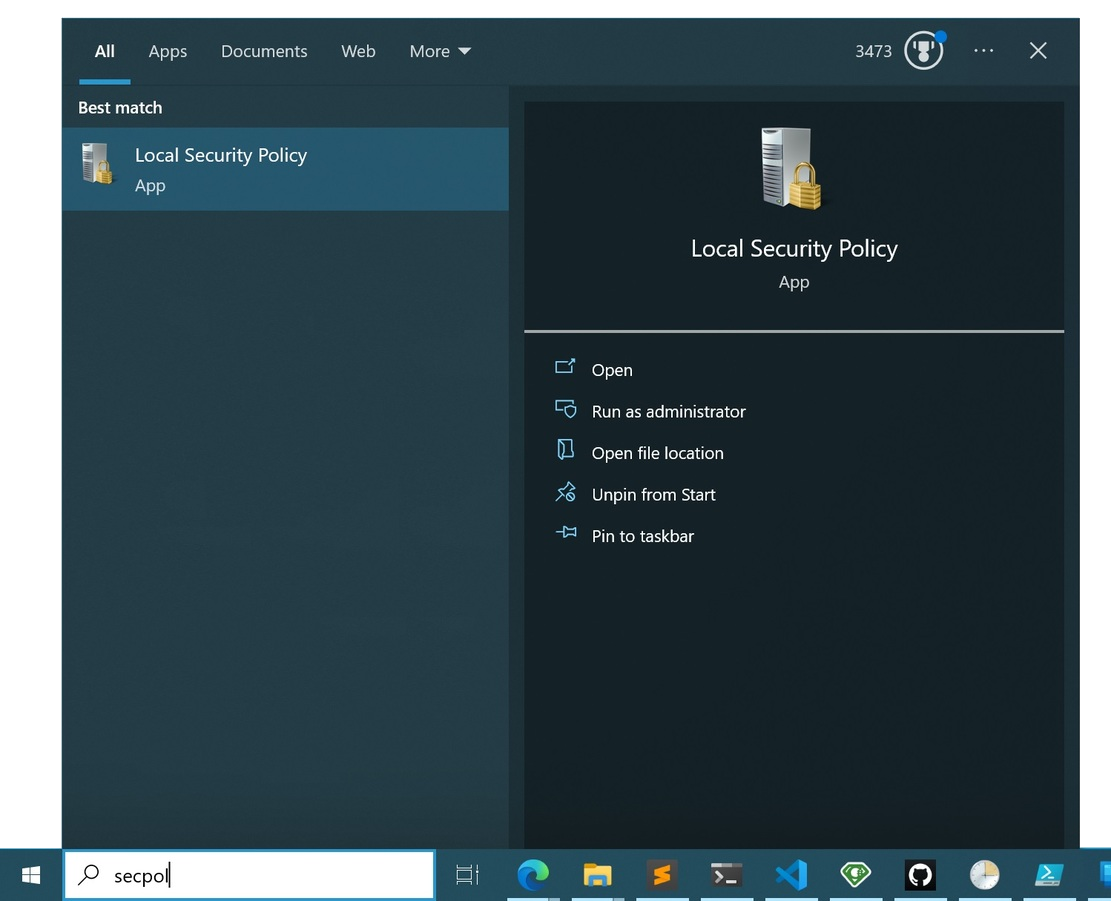 All Apps Documents Web More 3473
Best match
Local Security Policy
App
Local Security Policy
App
Open
Run as administrator
Open file location
Unpin from Start
Pin to taskbar
secpol